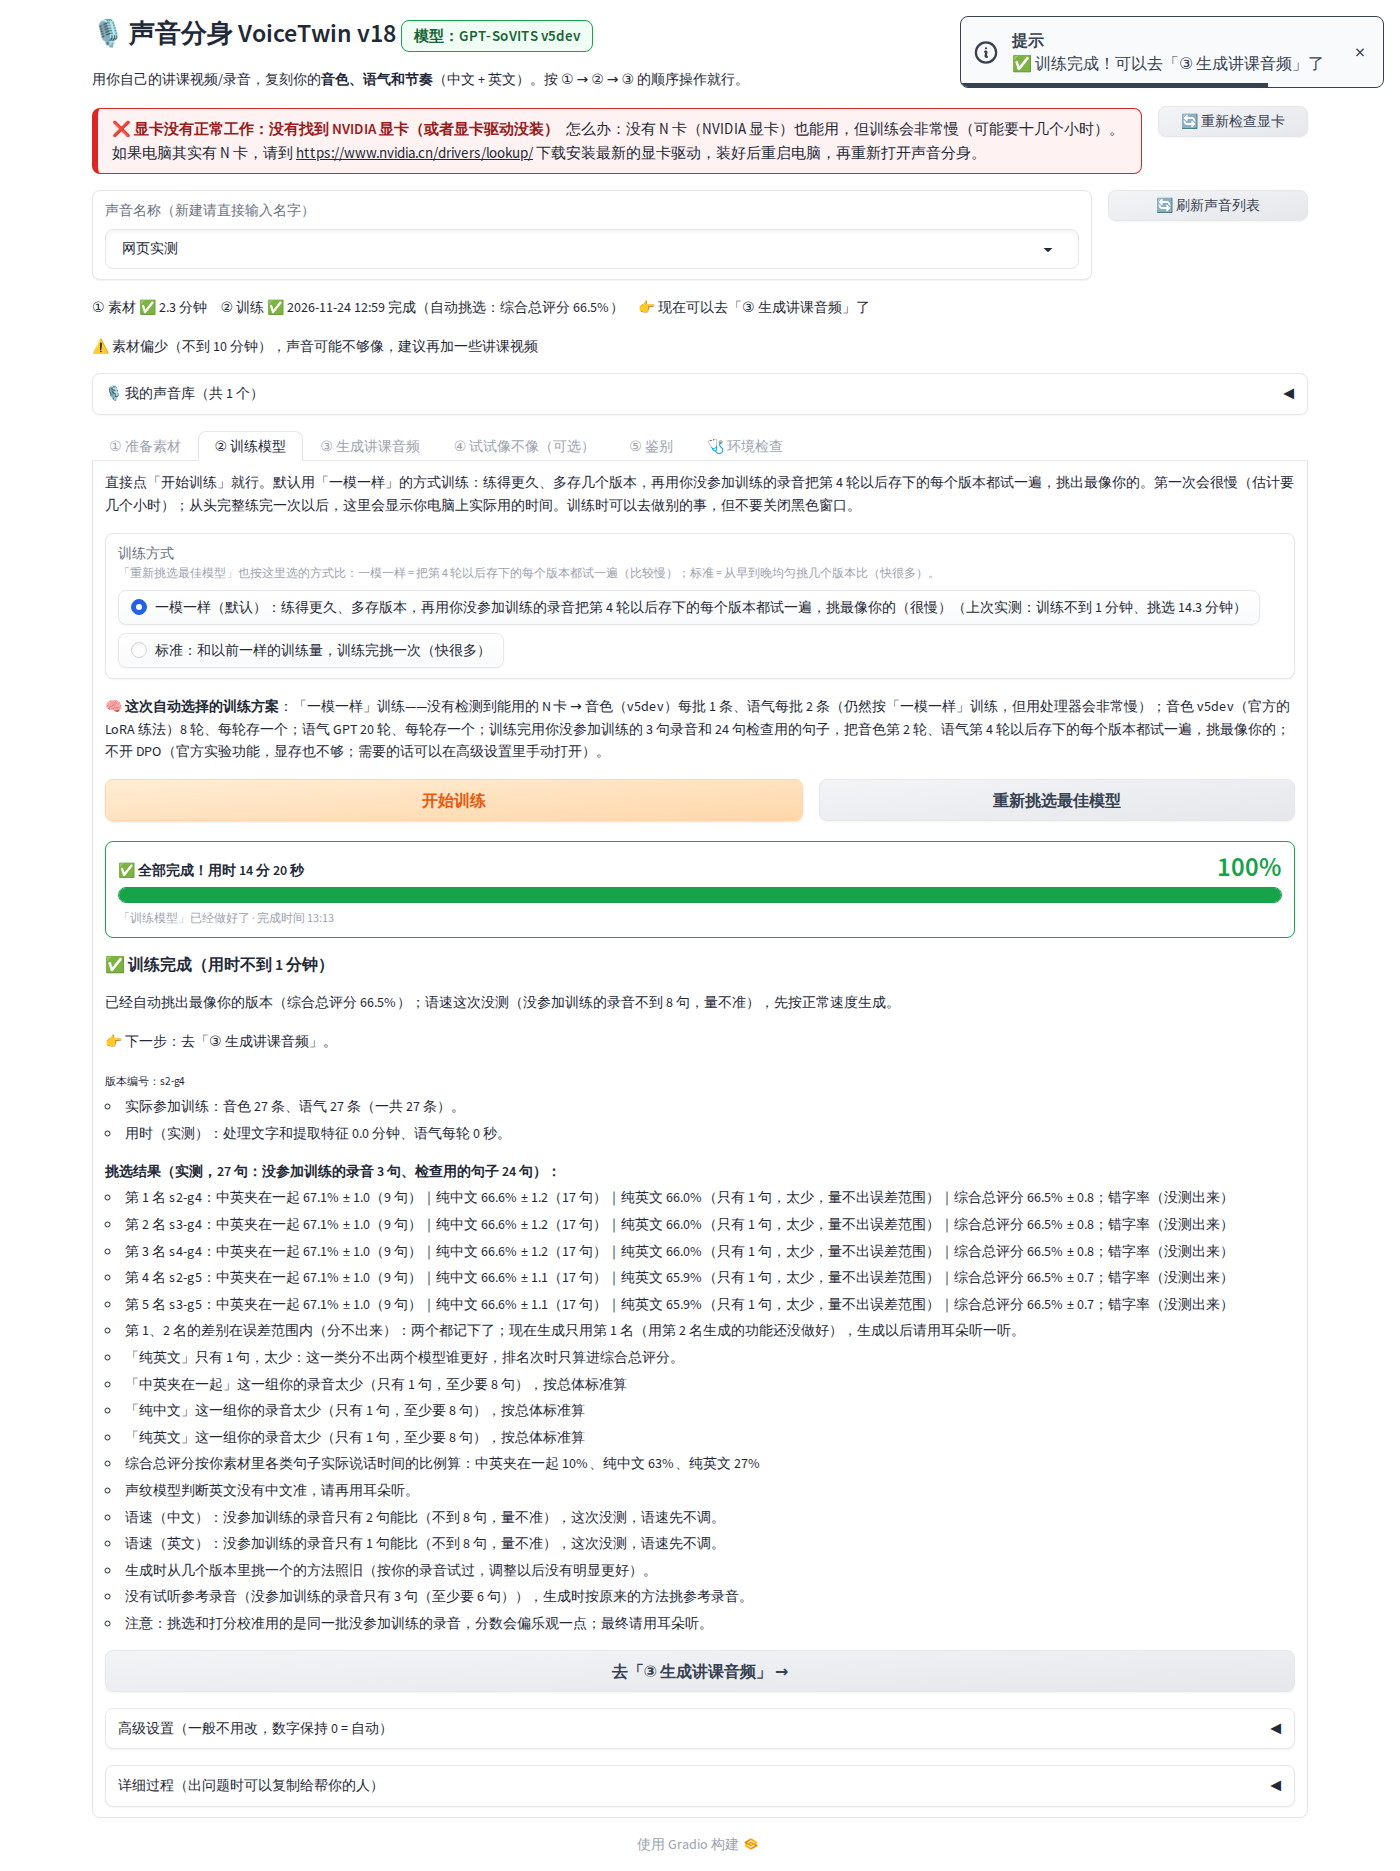 🎙️ 声音分身 VoiceTwin v18 模型：GPT-SoVITS v5dev
提示
✅ 训练完成！可以去「③ 生成讲课音频」了
×
用你自己的讲课视频/录音，复刻你的音色、语气和节奏（中文 + 英文）。按 ① → ② → ③ 的顺序操作就行。
❌ 显卡没有正常工作：没有找到 NVIDIA 显卡（或者显卡驱动没装） 怎么办：没有 N 卡（NVIDIA 显卡）也能用，但训练会非常慢（可能要十几个小时）。
如果电脑其实有 N 卡，请到 https://www.nvidia.cn/drivers/lookup/ 下载安装最新的显卡驱动，装好后重启电脑，再重新打开声音分身。
🔄 重新检查显卡
声音名称（新建请直接输入名字）
网页实测
🔄 刷新声音列表
① 素材 ✅ 2.3 分钟 ② 训练 ✅ 2026-11-24 12:59 完成（自动挑选：综合总评分 66.5%） 👉 现在可以去「③ 生成讲课音频」了
⚠️ 素材偏少（不到 10 分钟），声音可能不够像，建议再加一些讲课视频
🎙️ 我的声音库（共 1 个）
① 准备素材 ② 训练模型 ③ 生成讲课音频 ④ 试试像不像（可选） ⑤ 鉴别 🩺 环境检查
直接点「开始训练」就行。默认用「一模一样」的方式训练：练得更久、多存几个版本，再用你没参加训练的录音把第 4 轮以后存下的每个版本都试一遍，挑出最像你的。第一次会很慢（估计要
几个小时）；从头完整练完一次以后，这里会显示你电脑上实际用的时间。训练时可以去做别的事，但不要关闭黑色窗口。
训练方式
「重新挑选最佳模型」也按这里选的方式比：一模一样 = 把第 4 轮以后存下的每个版本都试一遍（比较慢）；标准 = 从早到晚均匀挑几个版本比（快很多）。
一模一样（默认）：练得更久、多存版本，再用你没参加训练的录音把第 4 轮以后存下的每个版本都试一遍，挑最像你的（很慢）（上次实测：训练不到 1 分钟、挑选 14.3 分钟）
标准：和以前一样的训练量，训练完挑一次（快很多）
🧠 这次自动选择的训练方案：「一模一样」训练——没有检测到能用的 N 卡 → 音色（v5dev）每批 1 条、语气每批 2 条（仍然按「一模一样」训练，但用处理器会非常慢）；音色 v5dev（官方的
LoRA 练法）8 轮、每轮存一个；语气 GPT 20 轮、每轮存一个；训练完用你没参加训练的 3 句录音和 24 句检查用的句子，把音色第 2 轮、语气第 4 轮以后存下的每个版本都试一遍，挑最像你的；
不开 DPO（官方实验功能，显存也不够；需要的话可以在高级设置里手动打开）。
开始训练
重新挑选最佳模型
✅ 全部完成！用时 14 分 20 秒 100%
「训练模型」已经做好了 · 完成时间 13:13
✅ 训练完成（用时不到 1 分钟）
已经自动挑出最像你的版本（综合总评分 66.5%）；语速这次没测（没参加训练的录音不到 8 句，量不准），先按正常速度生成。
👉 下一步：去「③ 生成讲课音频」。
版本编号：s2-g4
实际参加训练：音色 27 条、语气 27 条（一共 27 条）。
用时（实测）：处理文字和提取特征 0.0 分钟、语气每轮 0 秒。
挑选结果（实测，27 句：没参加训练的录音 3 句、检查用的句子 24 句）：
第 1 名 s2-g4：中英夹在一起 67.1% ± 1.0（9 句）｜纯中文 66.6% ± 1.2（17 句）｜纯英文 66.0%（只有 1 句，太少，量不出误差范围）｜综合总评分 66.5% ± 0.8；错字率（没测出来）
第 2 名 s3-g4：中英夹在一起 67.1% ± 1.0（9 句）｜纯中文 66.6% ± 1.2（17 句）｜纯英文 66.0%（只有 1 句，太少，量不出误差范围）｜综合总评分 66.5% ± 0.8；错字率（没测出来）
第 3 名 s4-g4：中英夹在一起 67.1% ± 1.0（9 句）｜纯中文 66.6% ± 1.2（17 句）｜纯英文 66.0%（只有 1 句，太少，量不出误差范围）｜综合总评分 66.5% ± 0.8；错字率（没测出来）
第 4 名 s2-g5：中英夹在一起 67.1% ± 1.0（9 句）｜纯中文 66.6% ± 1.1（17 句）｜纯英文 65.9%（只有 1 句，太少，量不出误差范围）｜综合总评分 66.5% ± 0.7；错字率（没测出来）
第 5 名 s3-g5：中英夹在一起 67.1% ± 1.0（9 句）｜纯中文 66.6% ± 1.1（17 句）｜纯英文 65.9%（只有 1 句，太少，量不出误差范围）｜综合总评分 66.5% ± 0.7；错字率（没测出来）
第 1、2 名的差别在误差范围内（分不出来）：两个都记下了；现在生成只用第 1 名（用第 2 名生成的功能还没做好），生成以后请用耳朵听一听。
「纯英文」只有 1 句，太少：这一类分不出两个模型谁更好，排名次时只算进综合总评分。
「中英夹在一起」这一组你的录音太少（只有 1 句，至少要 8 句），按总体标准算
「纯中文」这一组你的录音太少（只有 1 句，至少要 8 句），按总体标准算
「纯英文」这一组你的录音太少（只有 1 句，至少要 8 句），按总体标准算
综合总评分按你素材里各类句子实际说话时间的比例算：中英夹在一起 10%、纯中文 63%、纯英文 27%
声纹模型判断英文没有中文准，请再用耳朵听。
语速（中文）：没参加训练的录音只有 2 句能比（不到 8 句，量不准），这次没测，语速先不调。
语速（英文）：没参加训练的录音只有 1 句能比（不到 8 句，量不准），这次没测，语速先不调。
生成时从几个版本里挑一个的方法照旧（按你的录音试过，调整以后没有明显更好）。
没有试听参考录音（没参加训练的录音只有 3 句（至少要 6 句）），生成时按原来的方法挑参考录音。
注意：挑选和打分校准用的是同一批没参加训练的录音，分数会偏乐观一点；最终请用耳朵听。
去「③ 生成讲课音频」 →
高级设置（一般不用改，数字保持 0 = 自动）
详细过程（出问题时可以复制给帮你的人）
使用 Gradio 构建